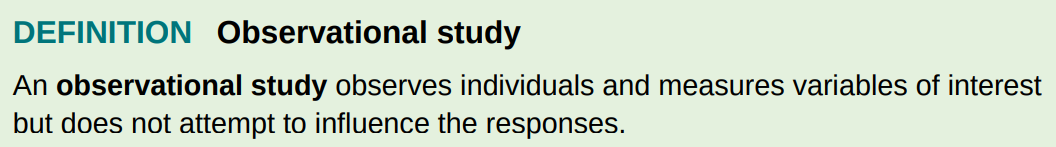 DEFINITION Observational study
An observational study observes individuals and measures variables of interest
but does not attempt to influence the responses.